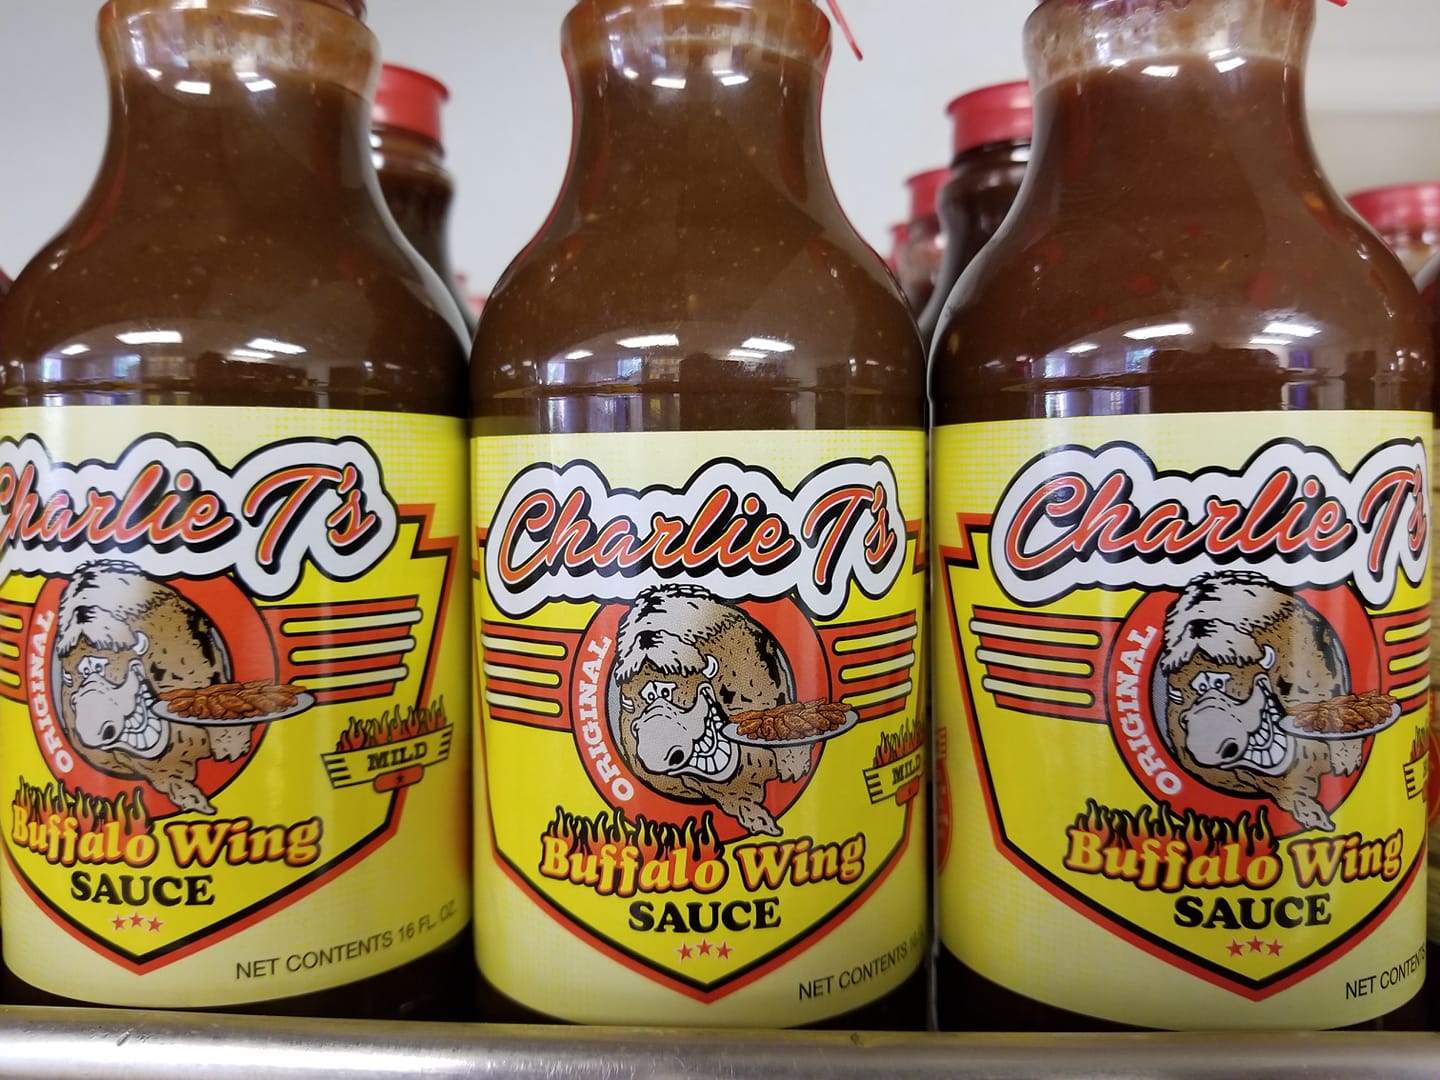 Charlie T's
ORIGINAL
MILD
Buffalo Wing
SAUCE
NET CONTENTS 16 FL. OZ.
Charlie T's
ORIGINAL
MILD
Buffalo Wing
SAUCE
NET CONTENTS
Charlie T's
ORIGINAL
Buffalo Wing
SAUCE
NET CONTENTS